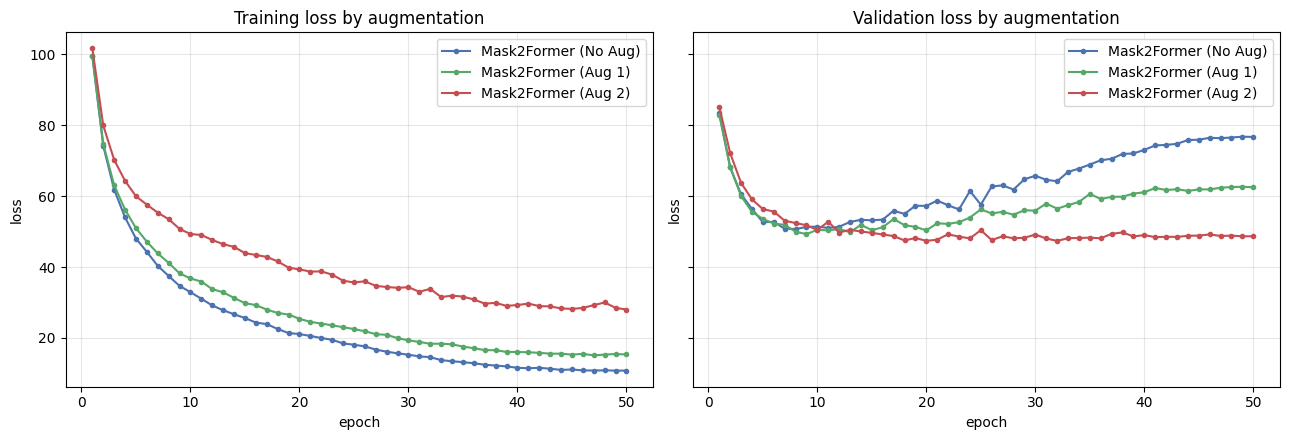 Training loss by augmentation
loss
100
80
60
40
20
Mask2Former (No Aug)
Mask2Former (Aug 1)
Mask2Former (Aug 2)
0
10
20
30
40
50
epoch
Validation loss by augmentation
loss
Mask2Former (No Aug)
Mask2Former (Aug 1)
Mask2Former (Aug 2)
0
10
20
30
40
50
epoch